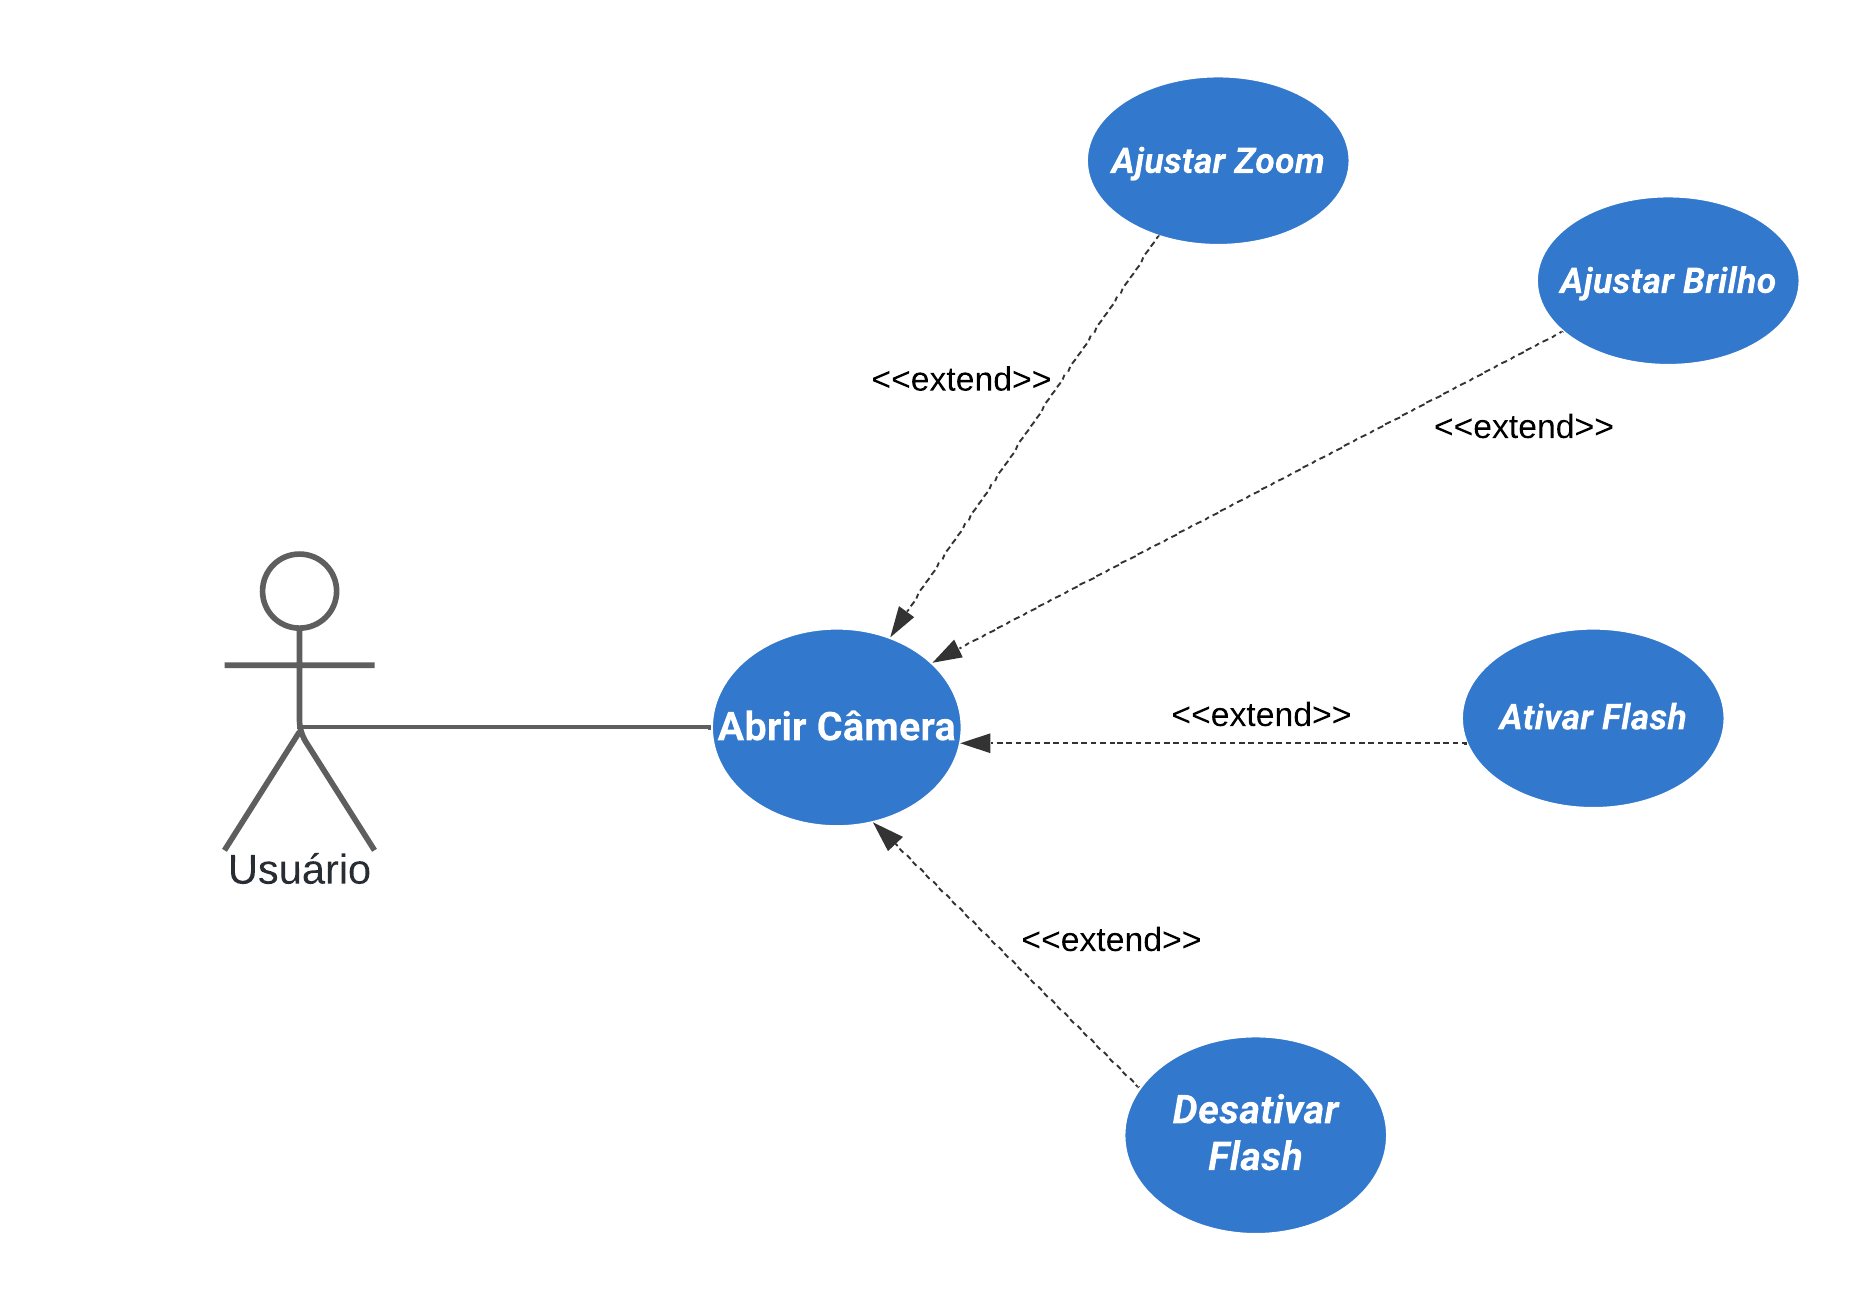 Ajustar Zoom
Ajustar Brilho
<<extend>>
<<extend>>
Abrir Câmera
<<extend>>
Ativar Flash
Usuário
<<extend>>
Desativar
Flash